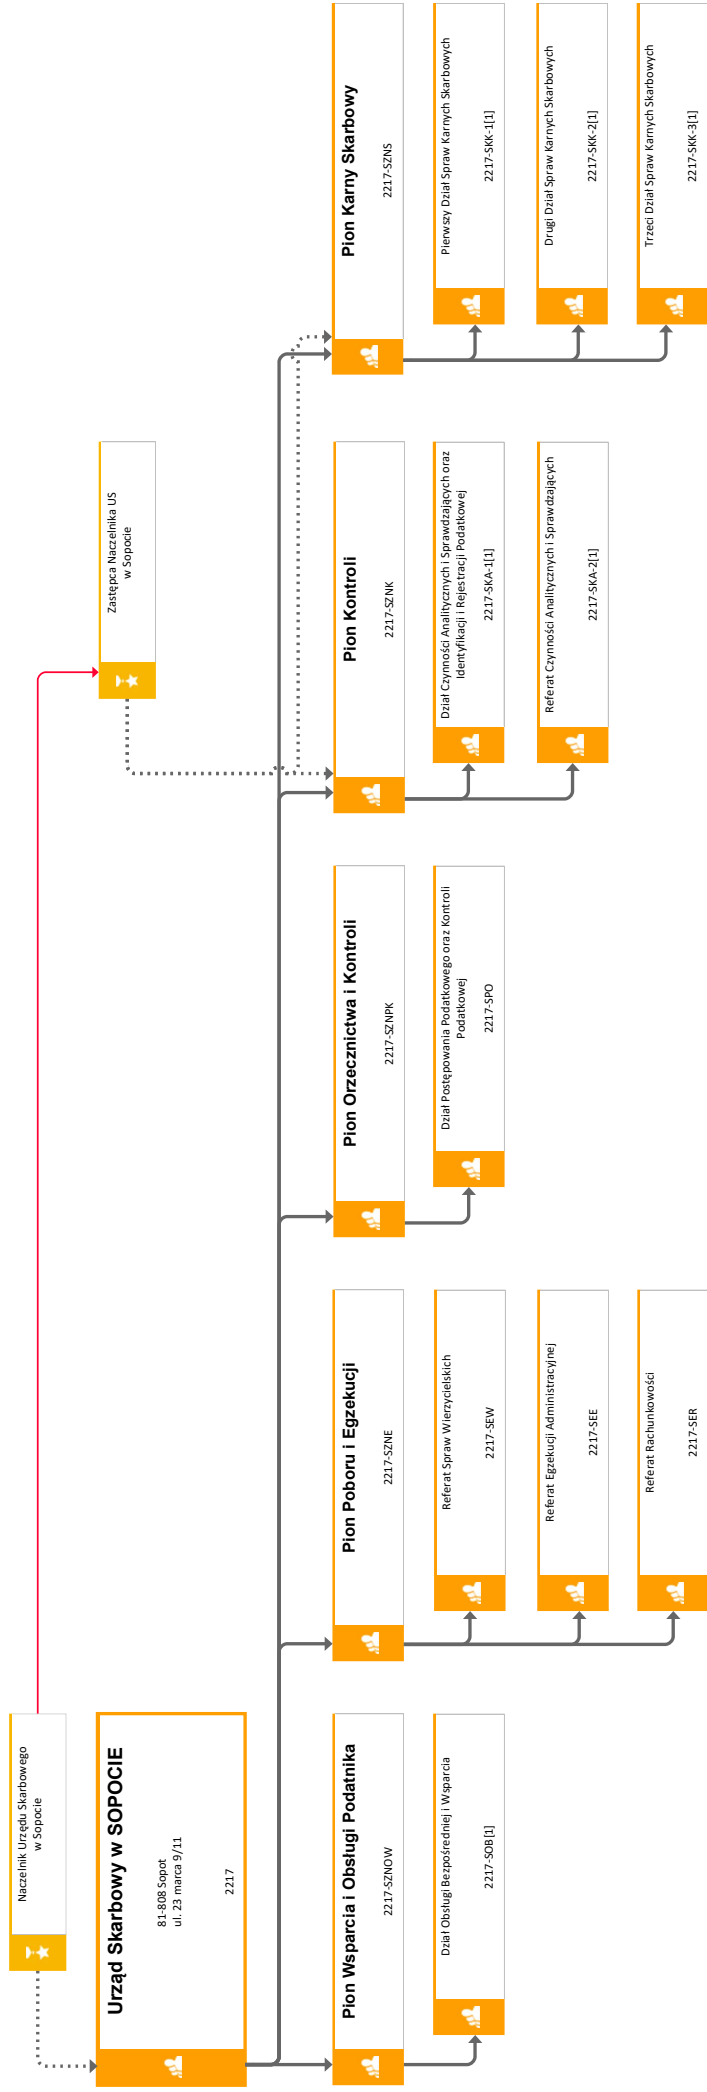 Naczelnik Urzędu Skarbowego
w Sopocie
Zastępca Naczelnika US
w Sopocie
Urząd Skarbowy w SOPOCIE
81-808 Sopot
ul. 23 marca 9/11
2217
Pion Wsparcia i Obsługi Podatnika
2217-SZNOW
Dział Obsługi Bezpośredniej i Wsparcia
2217-SOB[1]
Pion Poboru i Egzekucji
2217-SZNE
Referat Spraw Wierzycielskich
2217-SEW
Referat Egzekucji Administracyjnej
2217-SEE
Referat Rachunkowości
2217-SER
Pion Orzecznictwa i Kontroli
2217-SZNPK
Dział Postępowania Podatkowego oraz Kontroli
Podatkowej
2217-SPO
Pion Kontroli
2217-SZNK
Dział Czynności Analitycznych i Sprawdzających oraz
Identyfikacji i Rejestracji Podatkowej
2217-SKA-1[1]
Referat Czynności Analitycznych i Sprawdzających
2217-SKA-2[1]
Pion Karny Skarbowy
2217-SZNS
Pierwszy Dział Spraw Karnych Skarbowych
2217-SKK-1[1]
Drugi Dział Spraw Karnych Skarbowych
2217-SKK-2[1]
Trzeci Dział Spraw Karnych Skarbowych
2217-SKK-3[1]